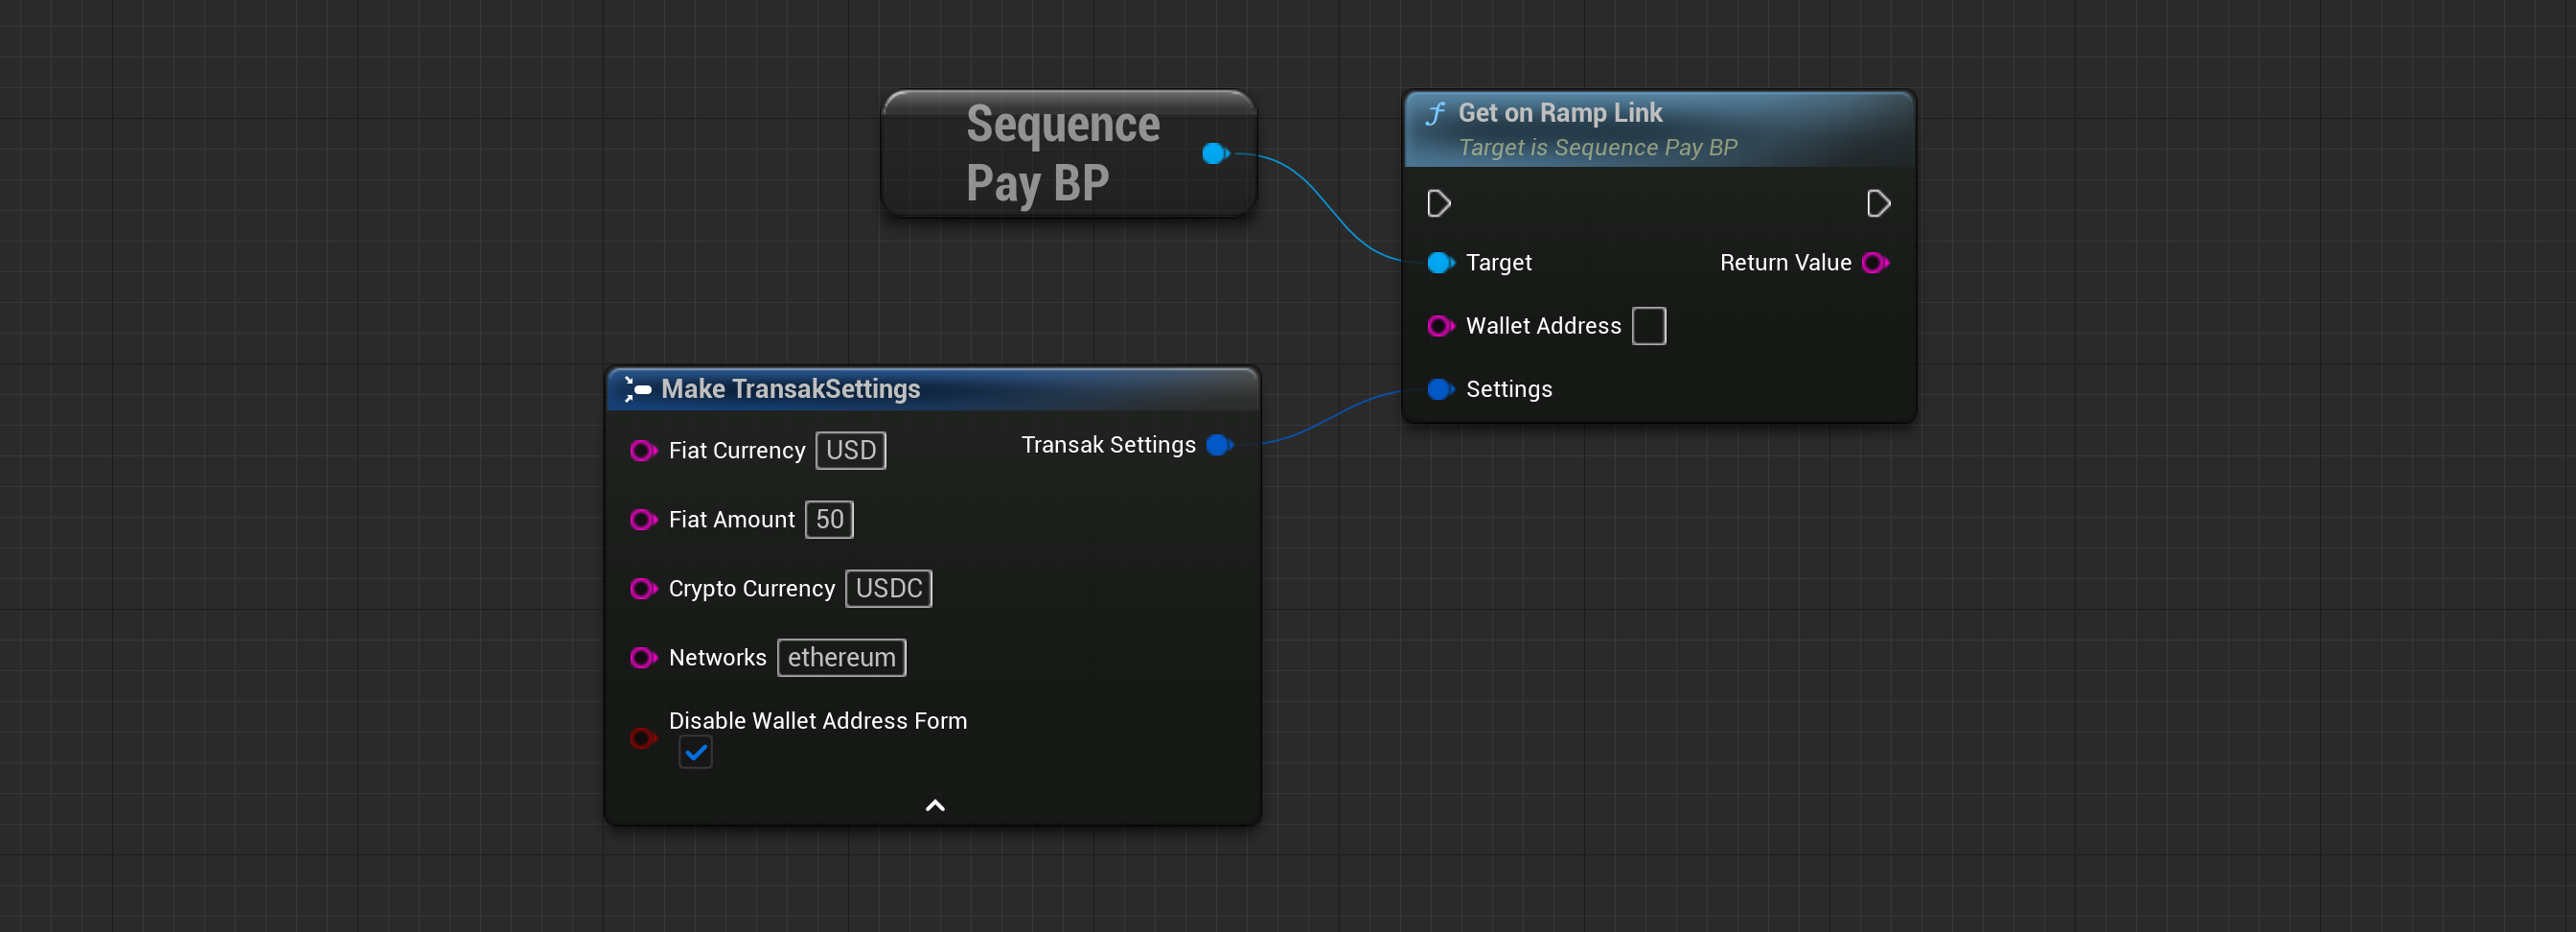 Sequence
Pay BP
f Get on Ramp Link
Target is Sequence Pay BP
Target
Return Value
Wallet Address
Settings
Make TransakSettings
Fiat Currency USD
Transak Settings
Fiat Amount 50
Crypto Currency USDC
Networks ethereum
Disable Wallet Address Form